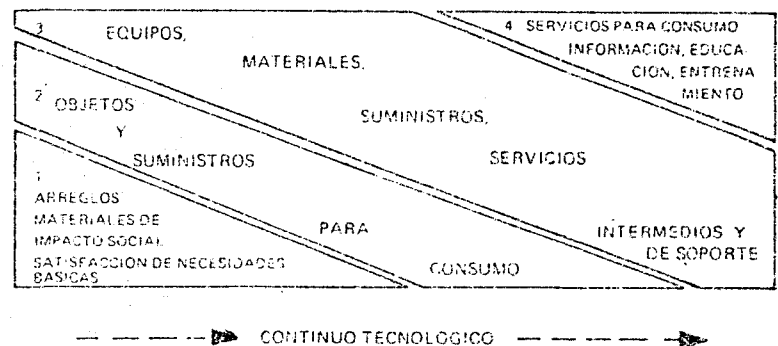 3 EQUIPOS,
MATERIALES,
SUMINISTROS,
SERVICIOS
INTERMEDIOS Y
DE SOPORTE
4 SERVICIOS PARA CONSUMO
INFORMACION, EDUCA-
CION, ENTRENA
MIENTO
2 OBJETOS
Y
SUMINISTROS
PARA
CONSUMO
1
ARREGLOS
MATERIALES DE
IMPACTO SOCIAL
SATISFACCION DE NECESIDADES
BASICAS
CONTINUO TECNOLOGICO